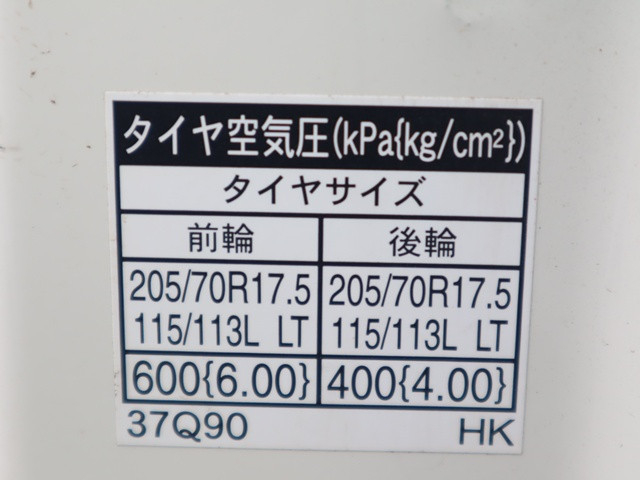 タイヤ空気圧(kPa{kg/cm²})
タイヤサイズ
前輪 後輪
205/70R17.5 205/70R17.5
115/113L LT 115/113L LT
600{6.00} 400{4.00}
37Q90 HK